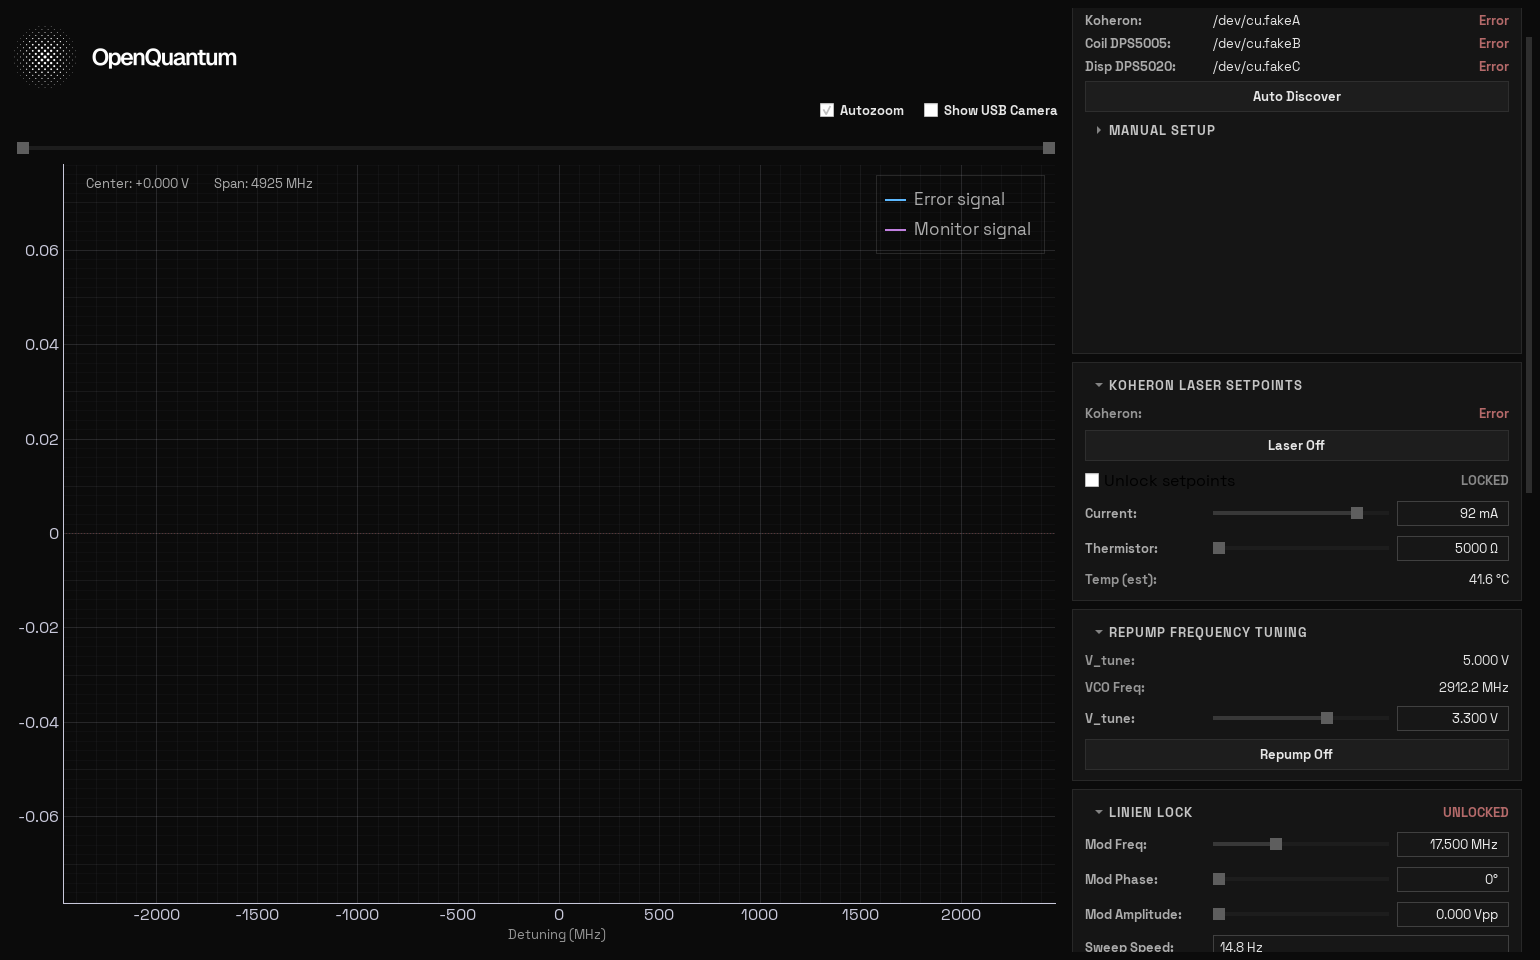 OpenQuantum
Autozoom
Show USB Camera
Center: +0.000 V Span: 4925 MHz
Error signal
Monitor signal
0.06
0.04
0.02
0
-0.02
-0.04
-0.06
-2000 -1500 -1000 -500 0 500 1000 1500 2000
Detuning (MHz)
Koheron: /dev/cu.fakeA Error
Coil DPS5005: /dev/cu.fakeB Error
Disp DPS5020: /dev/cu.fakeC Error
Auto Discover
MANUAL SETUP
KOHERON LASER SETPOINTS
Koheron: Error
Laser Off
Unlock setpoints LOCKED
Current: 92 mA
Thermistor: 5000 Ω
Temp (est): 41.6 °C
REPUMP FREQUENCY TUNING
V_tune: 5.000 V
VCO Freq: 2912.2 MHz
V_tune: 3.300 V
Repump Off
LINIEN LOCK UNLOCKED
Mod Freq: 17.500 MHz
Mod Phase: 0°
Mod Amplitude: 0.000 Vpp
Sweep Speed: 14.8 Hz